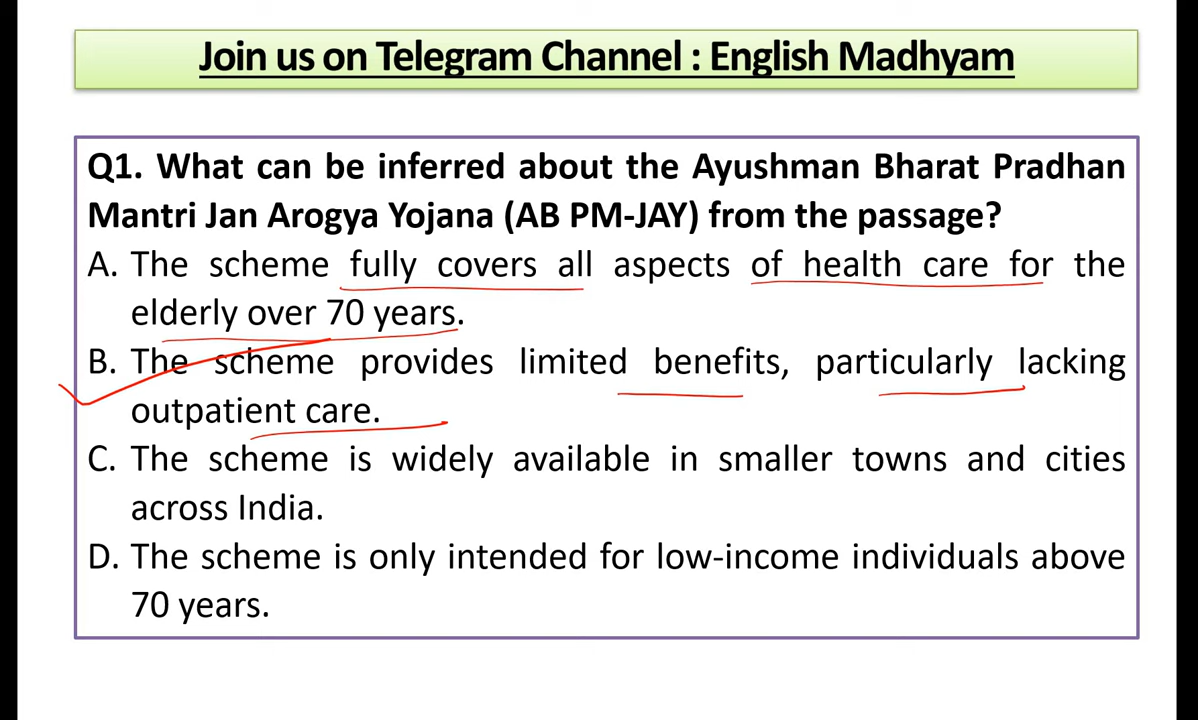 Join us on Telegram Channel : English Madhyam
Q1. What can be inferred about the Ayushman Bharat Pradhan
Mantri Jan Arogya Yojana (AB PM-JAY) from the passage?
A. The scheme fully covers all aspects of health care for the
elderly over 70 years.
B. The scheme provides limited benefits, particularly lacking
outpatient care.
C. The scheme is widely available in smaller towns and cities
across India.
D. The scheme is only intended for low-income individuals above
70 years.